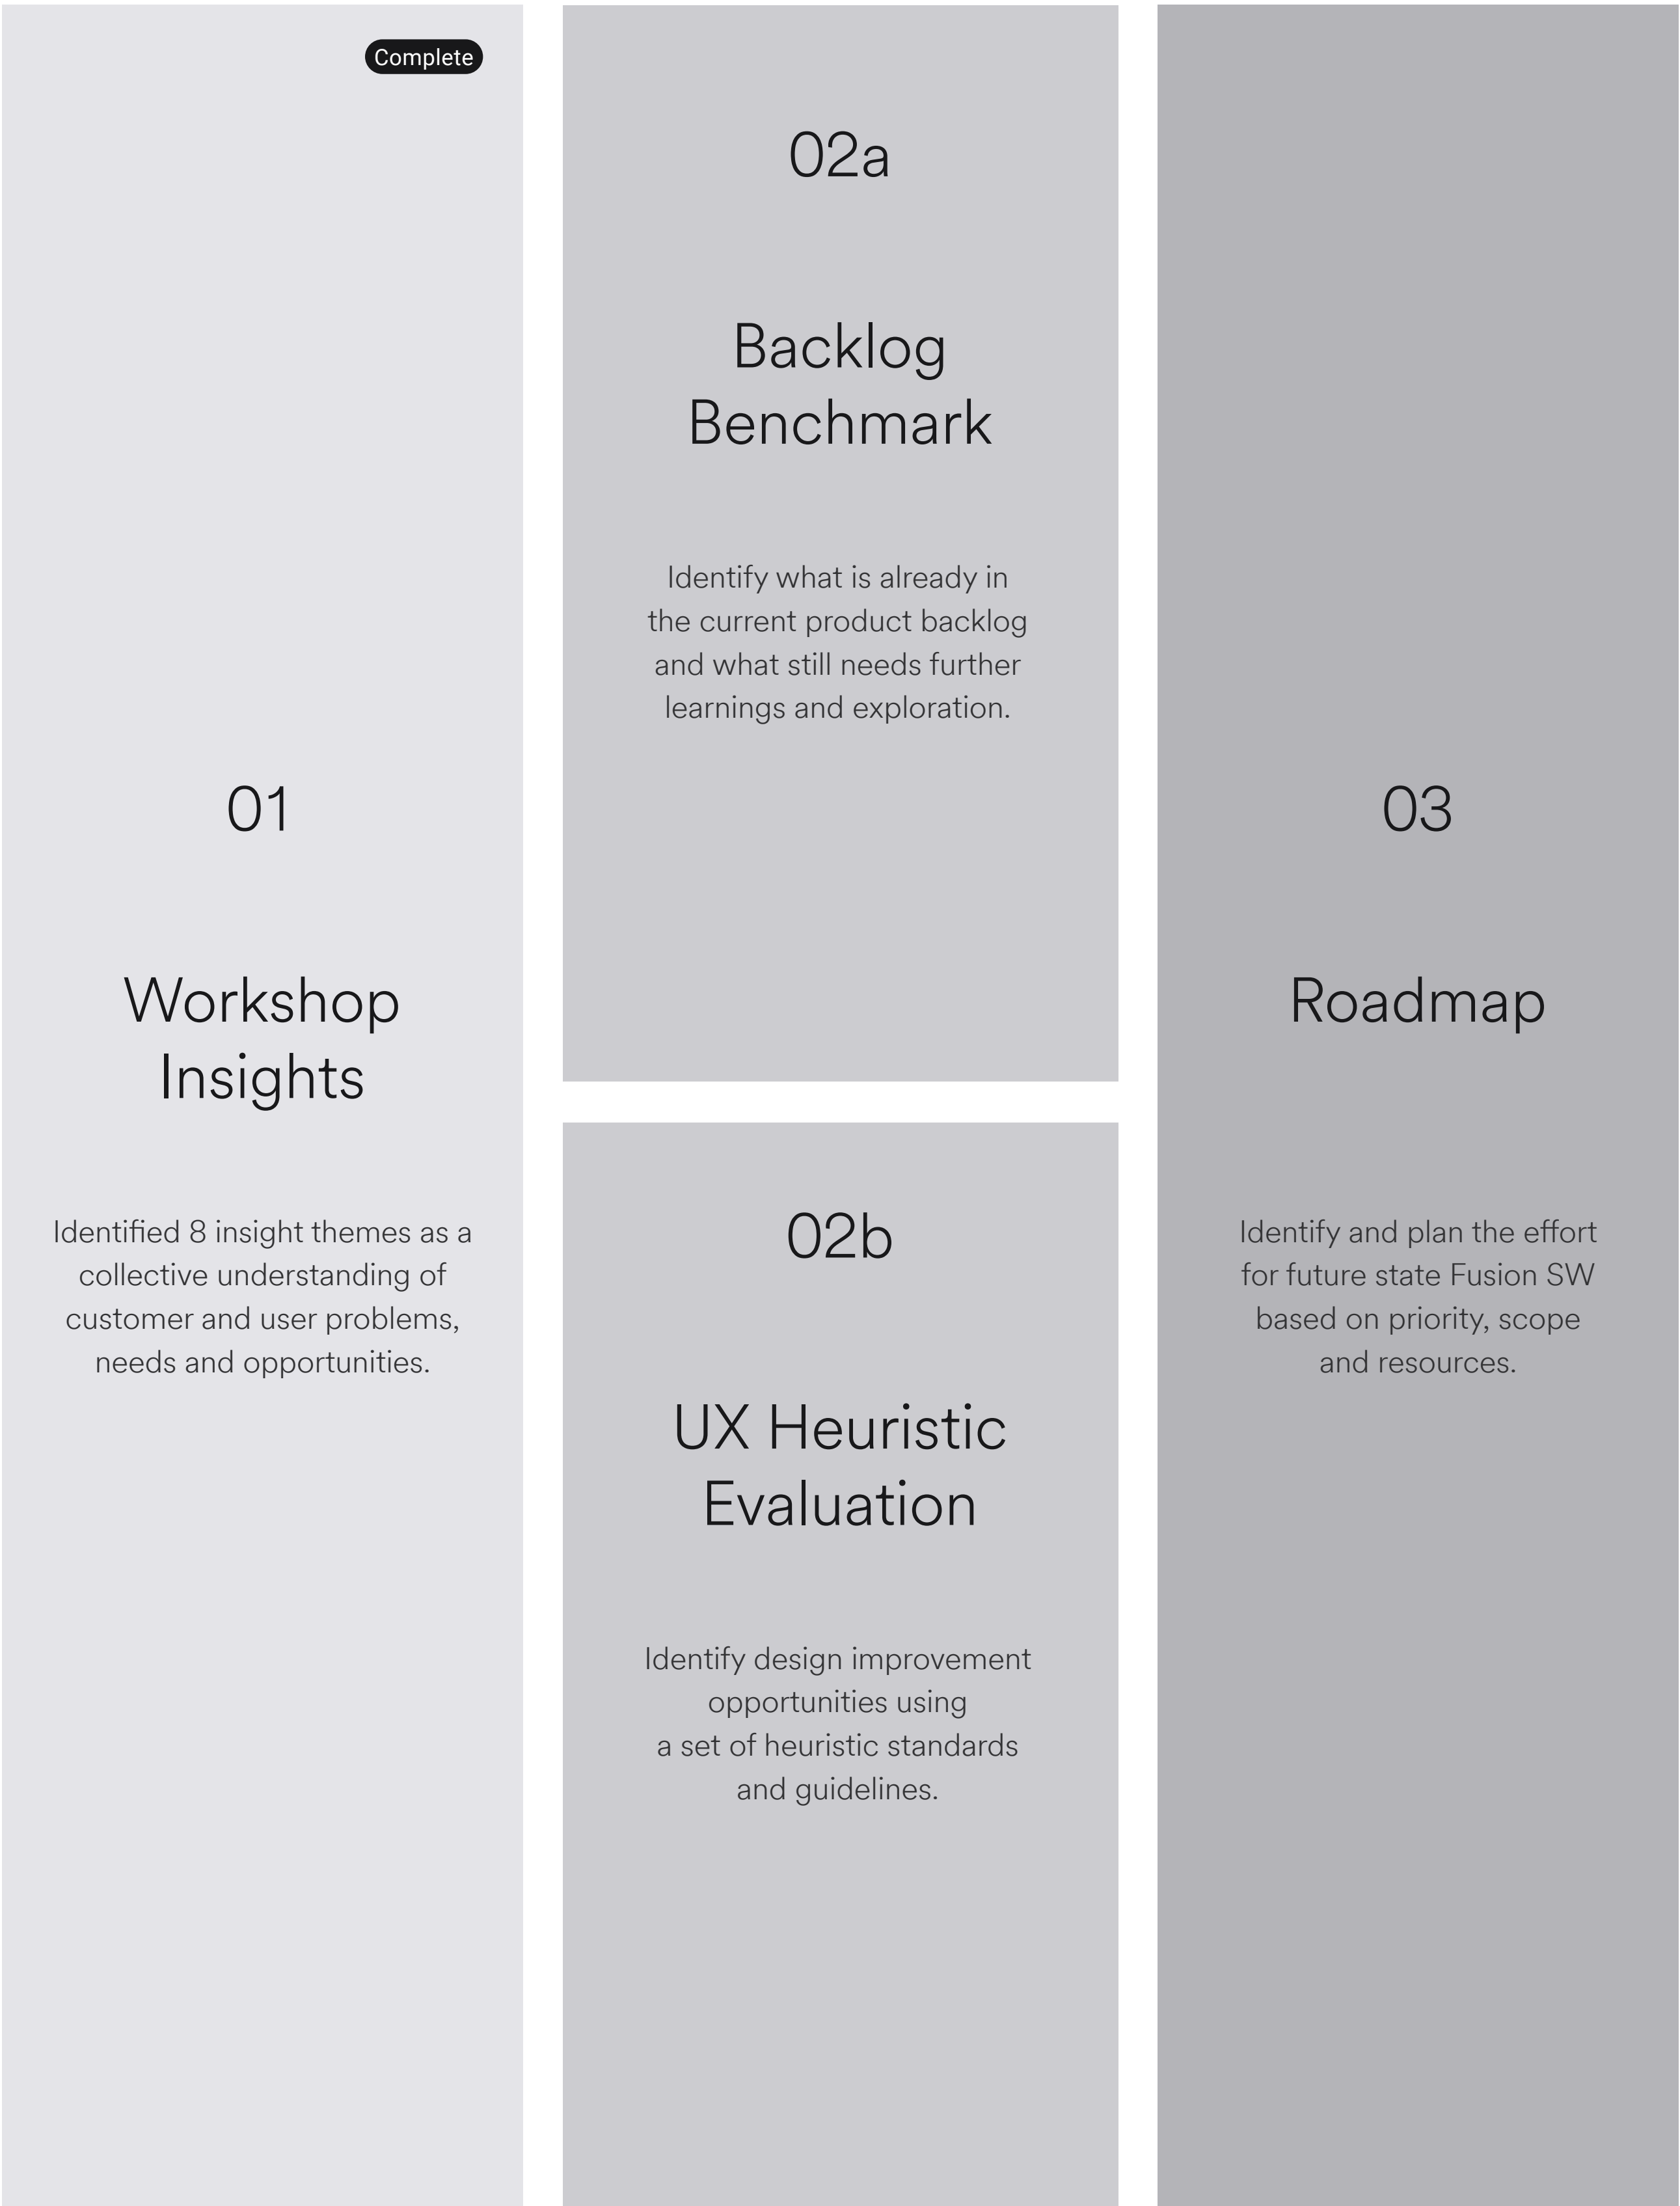 Complete
01
Workshop
Insights
Identified 8 insight themes as a
collective understanding of
customer and user problems,
needs and opportunities.
02a
Backlog
Benchmark
Identify what is already in
the current product backlog
and what still needs further
learnings and exploration.
02b
UX Heuristic
Evaluation
Identify design improvement
opportunities using
a set of heuristic standards
and guidelines.
03
Roadmap
Identify and plan the effort
for future state Fusion SW
based on priority, scope
and resources.